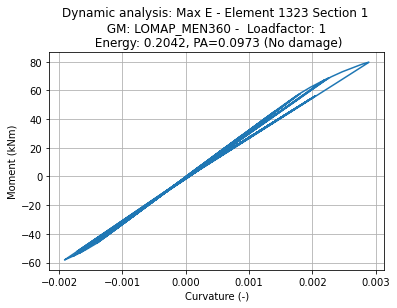 Dynamic analysis: Max E - Element 1323 Section 1
GM: LOMAP_MEN360 -  Loadfactor: 1
Energy: 0.2042, PA=0.0973 (No damage)
80
60
40
20
0
−20
−40
−60
Moment (kNm)
−0.002 −0.001 0.000 0.001 0.002 0.003
Curvature (-)